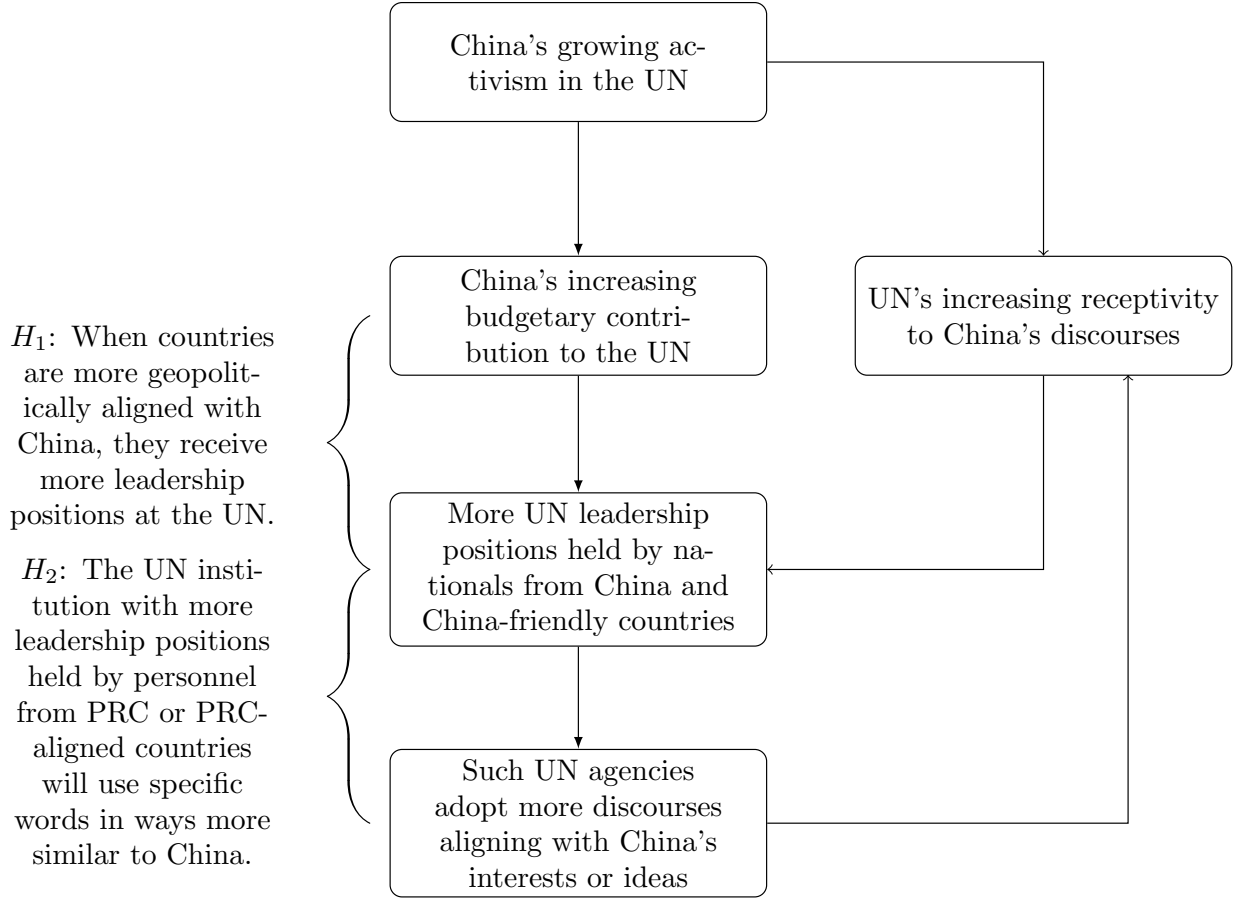 China's growing ac-
tivism in the UN
China's increasing
budgetary contri-
bution to the UN
UN's increasing receptivity
to China's discourses
H₁: When countries
are more geopolit-
ically aligned with
China, they receive
more leadership
positions at the UN.
More UN leadership
positions held by na-
tionals from China and
China-friendly countries
H₂: The UN insti-
tution with more
leadership positions
held by personnel
from PRC or PRC-
aligned countries
will use specific
words in ways more
similar to China.
Such UN agencies
adopt more discourses
aligning with China's
interests or ideas